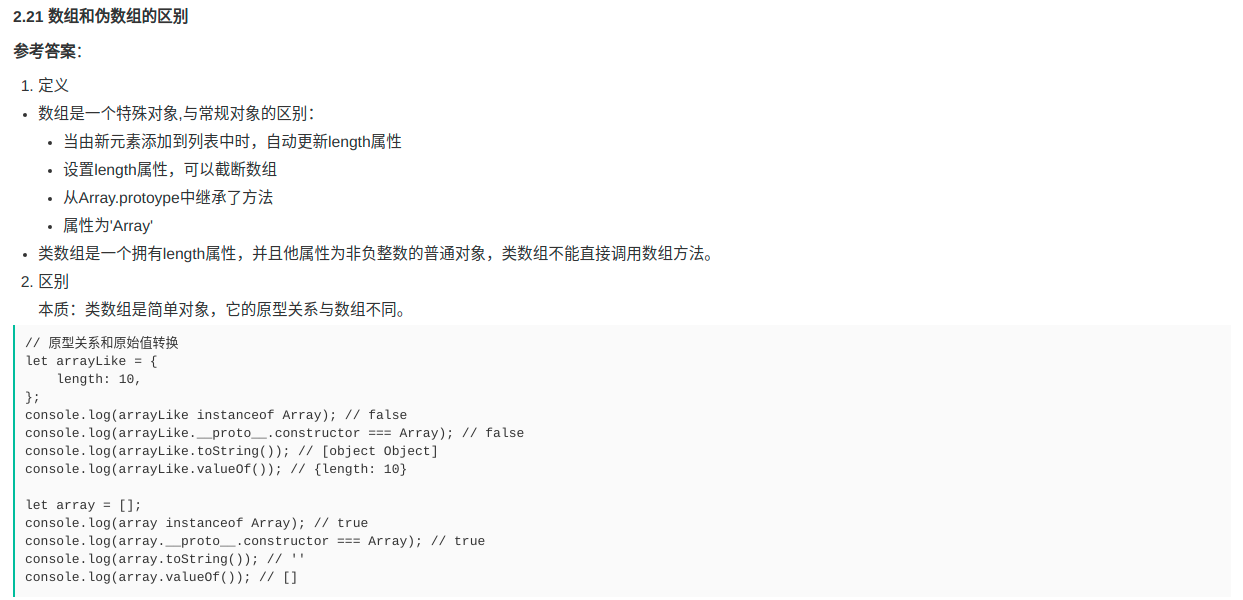 2.21 数组和伪数组的区别
参考答案：
1. 定义
• 数组是一个特殊对象,与常规对象的区别：
• 当由新元素添加到列表中时，自动更新length属性
• 设置length属性，可以截断数组
• 从Array.protoype中继承了方法
• 属性为'Array'
• 类数组是一个拥有length属性，并且他属性为非负整数的普通对象，类数组不能直接调用数组方法。
2. 区别
本质：类数组是简单对象，它的原型关系与数组不同。
// 原型关系和原始值转换
let arrayLike = {
    length: 10,
};
console.log(arrayLike instanceof Array); // false
console.log(arrayLike.__proto__.constructor === Array); // false
console.log(arrayLike.toString()); // [object Object]
console.log(arrayLike.valueOf()); // {length: 10}

let array = [];
console.log(array instanceof Array); // true
console.log(array.__proto__.constructor === Array); // true
console.log(array.toString()); // ''
console.log(array.valueOf()); // []